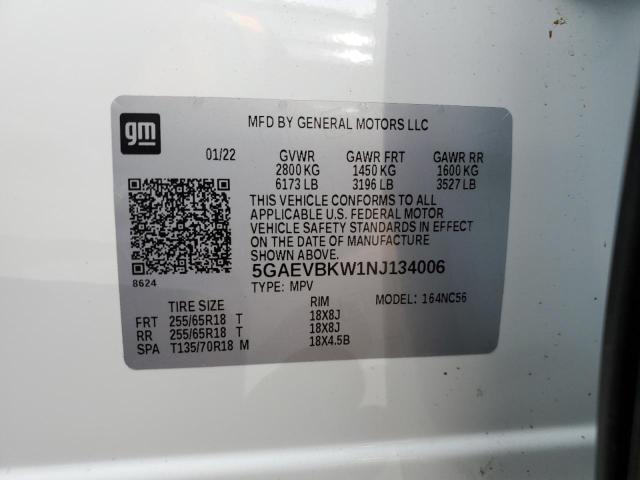 gm
MFD BY GENERAL MOTORS LLC
01/22 GVWR GAWR FRT GAWR RR
2800 KG 1450 KG 1600 KG
6173 LB 3196 LB 3527 LB
THIS VEHICLE CONFORMS TO ALL
APPLICABLE U.S. FEDERAL MOTOR
VEHICLE SAFETY STANDARDS IN EFFECT
ON THE DATE OF MANUFACTURE
SHOWN ABOVE.
8624
5GAEVBKW1NJ134006
TYPE: MPV MODEL: 164NC56
TIRE SIZE RIM
FRT 255/65R18 T 18X8J
RR 255/65R18 T 18X8J
SPA T135/70R18 M 18X4.5B